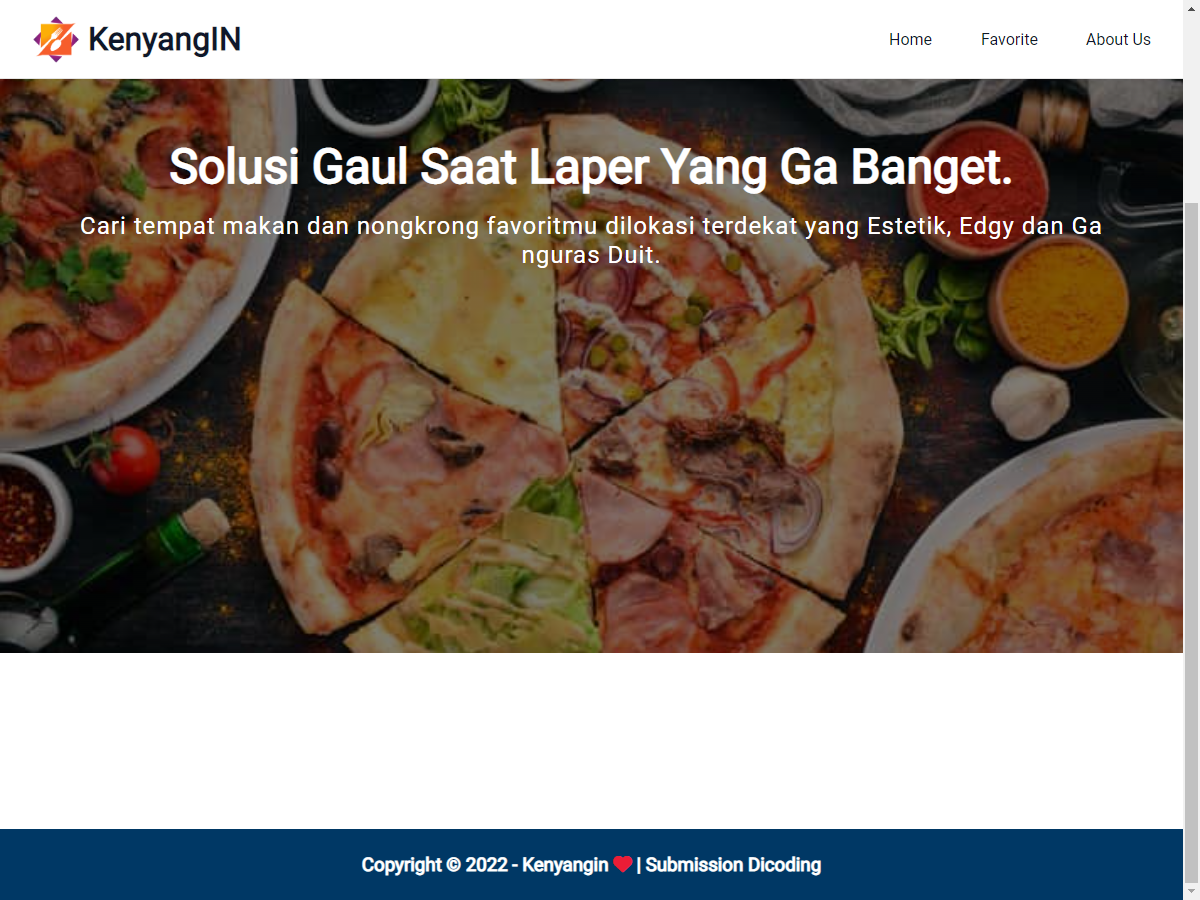 KenyangIN
Home
Favorite
About Us
Solusi Gaul Saat Laper Yang Ga Banget.
Cari tempat makan dan nongkrong favoritmu dilokasi terdekat yang Estetik, Edgy dan Ga
nguras Duit.
Copyright © 2022 - Kenyangin ❤ | Submission Dicoding